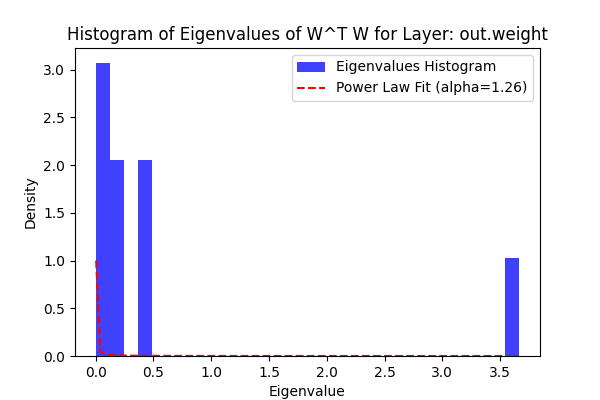 Histogram of Eigenvalues of W^T W for Layer: out.weight
Eigenvalues Histogram
Power Law Fit (alpha=1.26)
Density
3.0
2.5
2.0
1.5
1.0
0.5
0.0
0.0 0.5 1.0 1.5 2.0 2.5 3.0 3.5
Eigenvalue